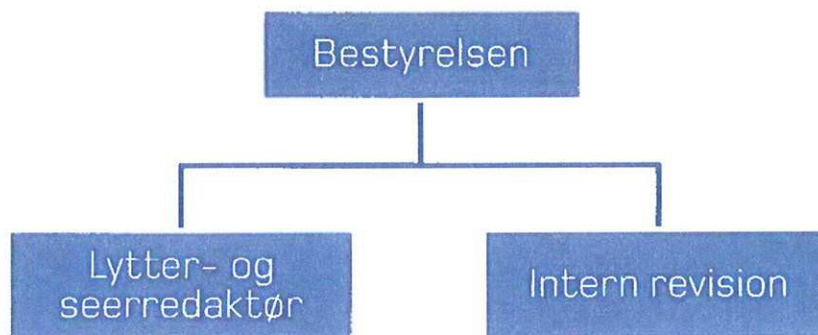 Bestyrelsen
Lytter- og
seerredaktør
Intern revision